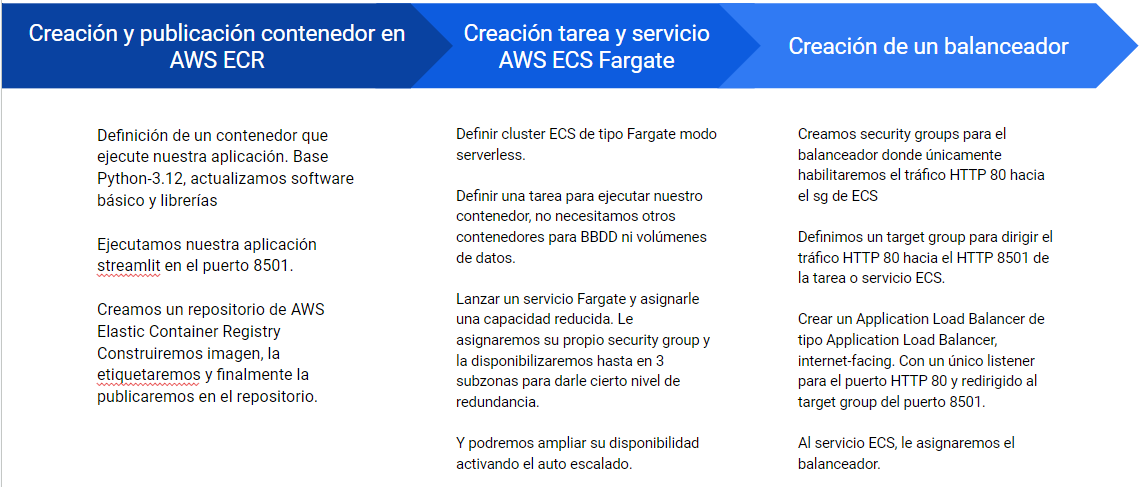 Creación y publicación contenedor en
AWS ECR
Creación tarea y servicio
AWS ECS Fargate
Creación de un balanceador
Definición de un contenedor que
ejecute nuestra aplicación. Base
Python-3.12, actualizamos software
básico y librerías
Ejecutamos nuestra aplicación
streamlit en el puerto 8501.
Creamos un repositorio de AWS
Elastic Container Registry
Construiremos imagen, la
etiquetaremos y finalmente la
publicaremos en el repositorio.
Definir cluster ECS de tipo Fargate modo
serverless.
Definir una tarea para ejecutar nuestro
contenedor, no necesitamos otros
contenedores para BBDD ni volúmenes
de datos.
Lanzar un servicio Fargate y asignarle
una capacidad reducida. Le
asignaremos su propio security group y
la disponibilizaremos hasta en 3
subzonas para darle cierto nivel de
redundancia.
Y podremos ampliar su disponibilidad
activando el auto escalado.
Creamos security groups para el
balanceador donde únicamente
habilitaremos el tráfico HTTP 80 hacia
el sg de ECS
Definimos un target group para dirigir el
tráfico HTTP 80 hacia el HTTP 8501 de
la tarea o servicio ECS.
Crear un Application Load Balancer de
tipo Application Load Balancer,
internet-facing. Con un único listener
para el puerto HTTP 80 y redirigido al
target group del puerto 8501.
Al servicio ECS, le asignaremos el
balanceador.